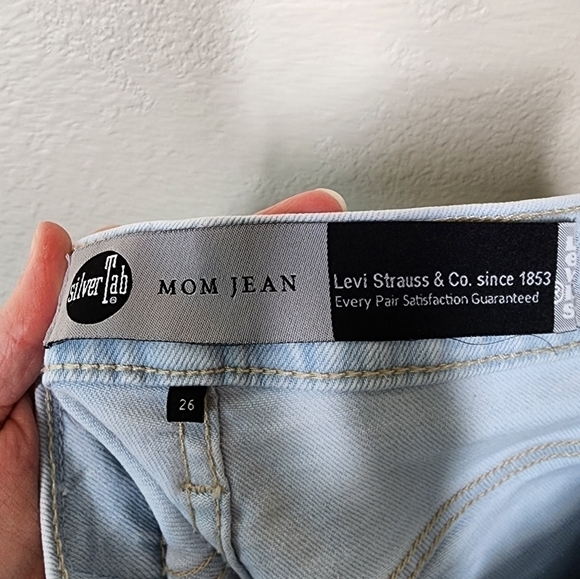 silverTab
MOM JEAN
Levi Strauss & Co. since 1853
Every Pair Satisfaction Guaranteed
Levi's
®
26